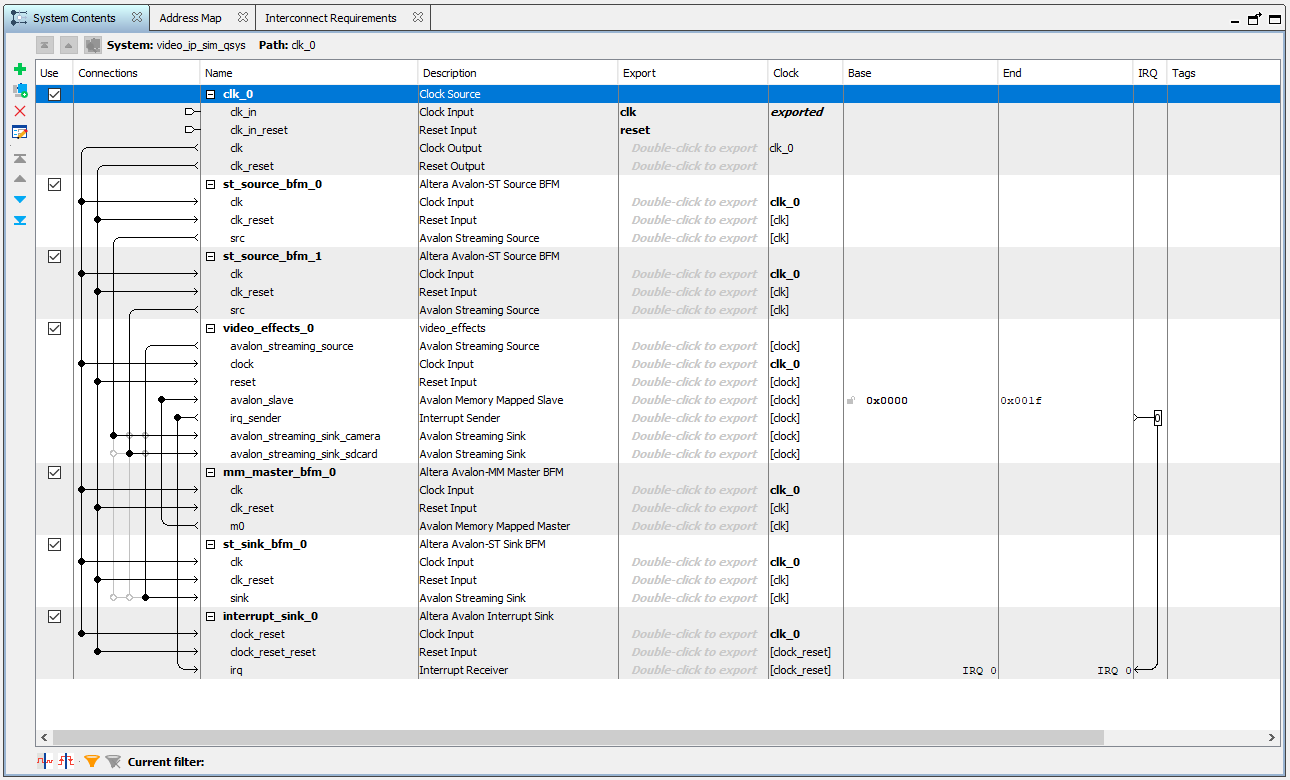 System Contents Address Map Interconnect Requirements
System: video_ip_sim_qsys Path: clk_0
Use Connections Name Description Export Clock Base End IRQ Tags
clk_0 Clock Source
clk_in Clock Input clk exported
clk_in_reset Reset Input reset
clk Clock Output Double-click to export clk_0
clk_reset Reset Output Double-click to export
st_source_bfm_0 Altera Avalon-ST Source BFM
clk Clock Input Double-click to export clk_0
clk_reset Reset Input Double-click to export [clk]
src Avalon Streaming Source Double-click to export [clk]
st_source_bfm_1 Altera Avalon-ST Source BFM
clk Clock Input Double-click to export clk_0
clk_reset Reset Input Double-click to export [clk]
src Avalon Streaming Source Double-click to export [clk]
video_effects_0 video_effects
avalon_streaming_source Avalon Streaming Source Double-click to export [clock]
clock Clock Input Double-click to export clk_0
reset Reset Input Double-click to export [clock]
avalon_slave Avalon Memory Mapped Slave Double-click to export [clock] 0x0000 0x001f
irq_sender Interrupt Sender Double-click to export [clock] 0
avalon_streaming_sink_camera Avalon Streaming Sink Double-click to export [clock]
avalon_streaming_sink_sdcard Avalon Streaming Sink Double-click to export [clock]
mm_master_bfm_0 Altera Avalon-MM Master BFM
clk Clock Input Double-click to export clk_0
clk_reset Reset Input Double-click to export [clk]
m0 Avalon Memory Mapped Master Double-click to export [clk]
st_sink_bfm_0 Altera Avalon-ST Sink BFM
clk Clock Input Double-click to export clk_0
clk_reset Reset Input Double-click to export [clk]
sink Avalon Streaming Sink Double-click to export [clk]
interrupt_sink_0 Altera Avalon Interrupt Sink
clock_reset Clock Input Double-click to export clk_0
clock_reset_reset Reset Input Double-click to export [clock_reset]
irq Interrupt Receiver Double-click to export [clock_reset] IRQ 0 IRQ 0
Current filter: